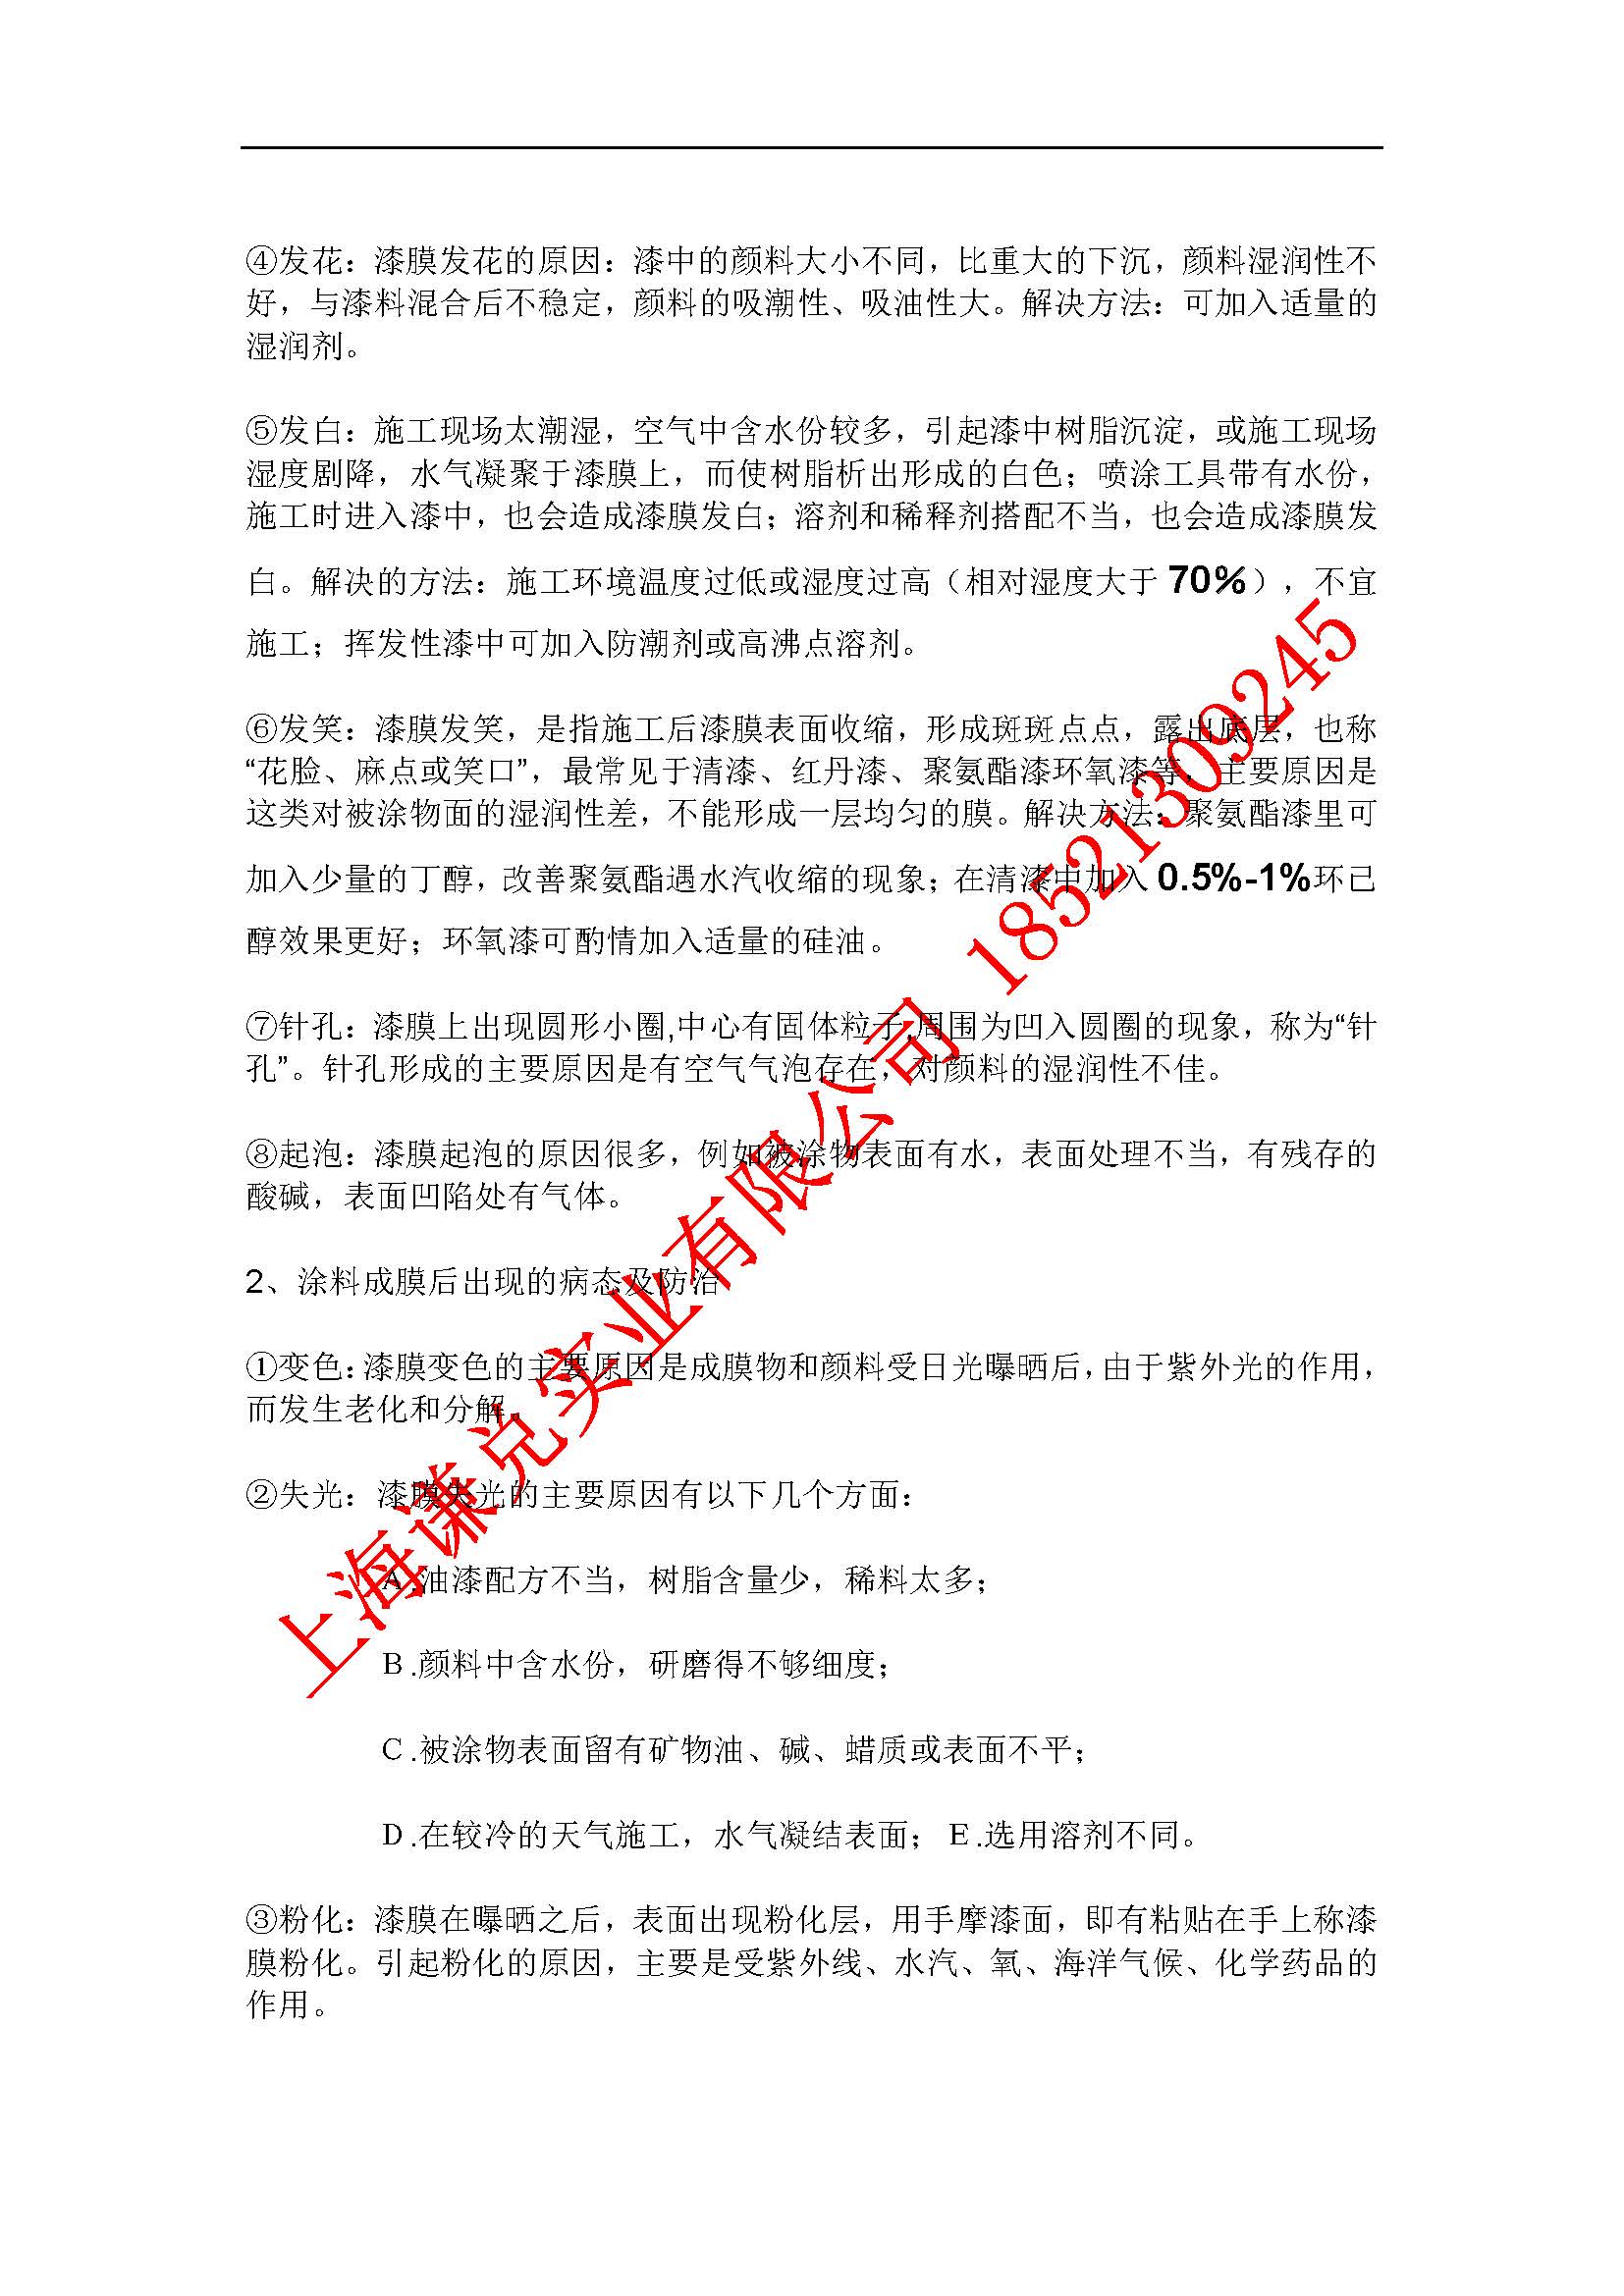 ④发花：漆膜发花的原因：漆中的颜料大小不同，比重大的下沉，颜料湿润性不
好，与漆料混合后不稳定，颜料的吸潮性、吸油性大。解决方法：可加入适量的
湿润剂。
⑤发白：施工现场太潮湿，空气中含水份较多，引起漆中树脂沉淀，或施工现场
湿度剧降，水气凝聚于漆膜上，而使树脂析出形成的白色；喷涂工具带有水份，
施工时进入漆中，也会造成漆膜发白；溶剂和稀释剂搭配不当，也会造成漆膜发
白。解决的方法：施工环境温度过低或湿度过高（相对湿度大于 70%），不宜
施工；挥发性漆中可加入防潮剂或高沸点溶剂。
⑥发笑：漆膜发笑，是指施工后漆膜表面收缩，形成斑斑点点，露出底层，也称
“花脸、麻点或笑口”，最常见于清漆、红丹漆、聚氨酯漆环氧漆等，主要原因是
这类对被涂物面的湿润性差，不能形成一层均匀的膜。解决方法：聚氨酯漆里可
加入少量的丁醇，改善聚氨酯遇水汽收缩的现象；在清漆中加入 0.5%-1%环已
醇效果更好；环氧漆可酌情加入适量的硅油。
⑦针孔：漆膜上出现圆形小圈,中心有固体粒子,周围为凹入圆圈的现象，称为“针
孔”。针孔形成的主要原因是有空气气泡存在，对颜料的湿润性不佳。
⑧起泡：漆膜起泡的原因很多，例如被涂物表面有水，表面处理不当，有残存的
酸碱，表面凹陷处有气体。
2、涂料成膜后出现的病态及防治
①变色：漆膜变色的主要原因是成膜物和颜料受日光曝晒后，由于紫外光的作用，
而发生老化和分解。
②失光：漆膜失光的主要原因有以下几个方面：
A.油漆配方不当，树脂含量少，稀料太多；
B.颜料中含水份，研磨得不够细度；
C.被涂物表面留有矿物油、碱、蜡质或表面不平；
D.在较冷的天气施工，水气凝结表面； E.选用溶剂不同。
③粉化：漆膜在曝晒之后，表面出现粉化层，用手摩漆面，即有粘贴在手上称漆
膜粉化。引起粉化的原因，主要是受紫外线、水汽、氧、海洋气候、化学药品的
作用。
上海谦兑实业有限公司 18521309245